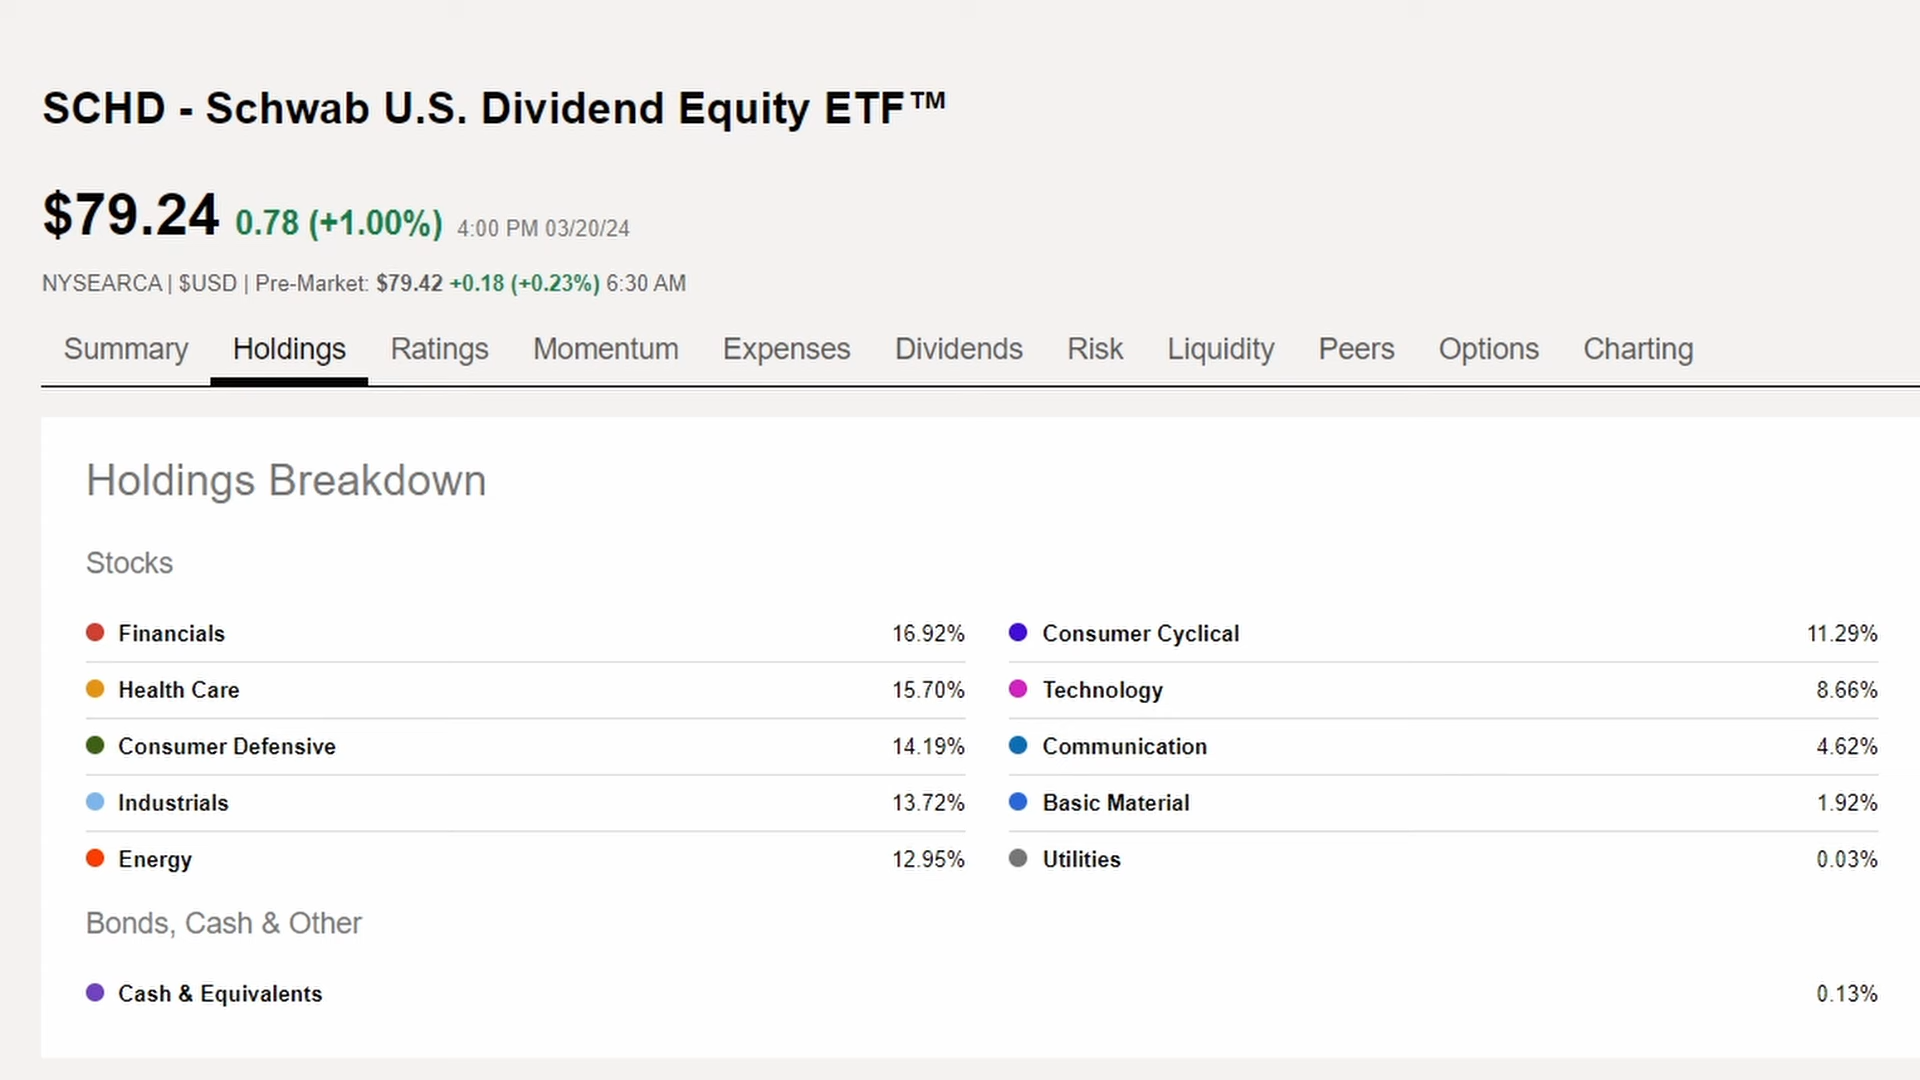 SCHD - Schwab U.S. Dividend Equity ETF™
$79.24 0.78 (+1.00%) 4:00 PM 03/20/24
NYSEARCA | $USD | Pre-Market: $79.42 +0.18 (+0.23%) 6:30 AM
Summary Holdings Ratings Momentum Expenses Dividends Risk Liquidity Peers Options Charting
Holdings Breakdown
Stocks
Financials 16.92% Consumer Cyclical 11.29%
Health Care 15.70% Technology 8.66%
Consumer Defensive 14.19% Communication 4.62%
Industrials 13.72% Basic Material 1.92%
Energy 12.95% Utilities 0.03%
Bonds, Cash & Other
Cash & Equivalents 0.13%